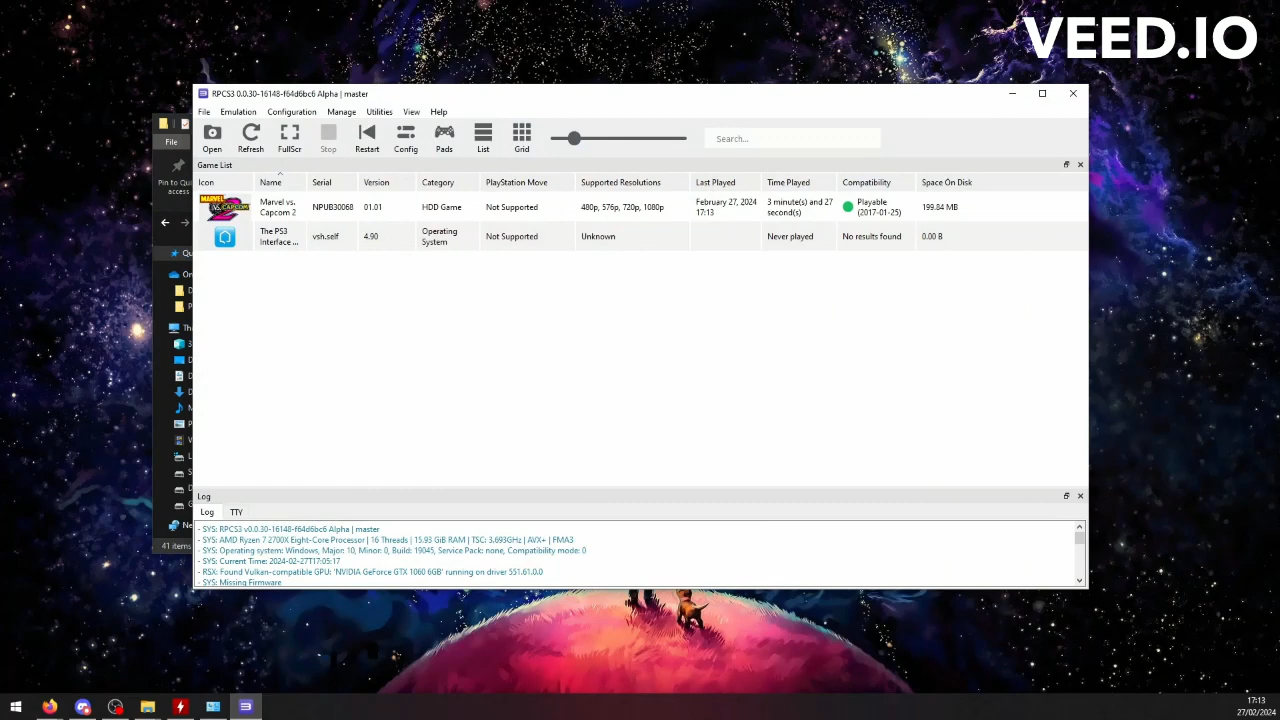 VEED.IO
RPCS3 0.0.30-16148-f64d6bc6 Alpha | master
File Emulation Configuration Manage Utilities View Help
File
Open Refresh FullScr Stop Restart Config Pads List Grid Search...
Pin to Qui
access
Game List
Icon Name Serial Version Category PlayStation Move Supported Resolutions Last Played Time Played Compatibility Space On Disk
MARVEL VS. CAPCOM 2 Marvel vs. Capcom 2 NPUB30068 01.01 HDD Game Not Supported 480p, 576p, 720p, 1080p February 27, 2024 17:13 3 minute(s) and 27 second(s) Playable (2017-01-25) 199.84 MB
The PS3 Interface ... vsh.self 4.90 Operating System Not Supported Unknown Never played No results found 0.00 B
Log
Log TTY
- SYS: RPCS3 v0.0.30-16148-f64d6bc6 Alpha | master
- SYS: AMD Ryzen 7 2700X Eight-Core Processor | 16 Threads | 15.93 GiB RAM | TSC: 3.693GHz | AVX+ | FMA3
- SYS: Operating system: Windows, Major: 10, Minor: 0, Build: 19045, Service Pack: none, Compatibility mode: 0
- SYS: Current Time: 2024-02-27T17:05:17
- RSX: Found Vulkan-compatible GPU: 'NVIDIA GeForce GTX 1060 6GB' running on driver 551.61.0.0
- SYS: Missing Firmware
41 items
17:13
27/02/2024